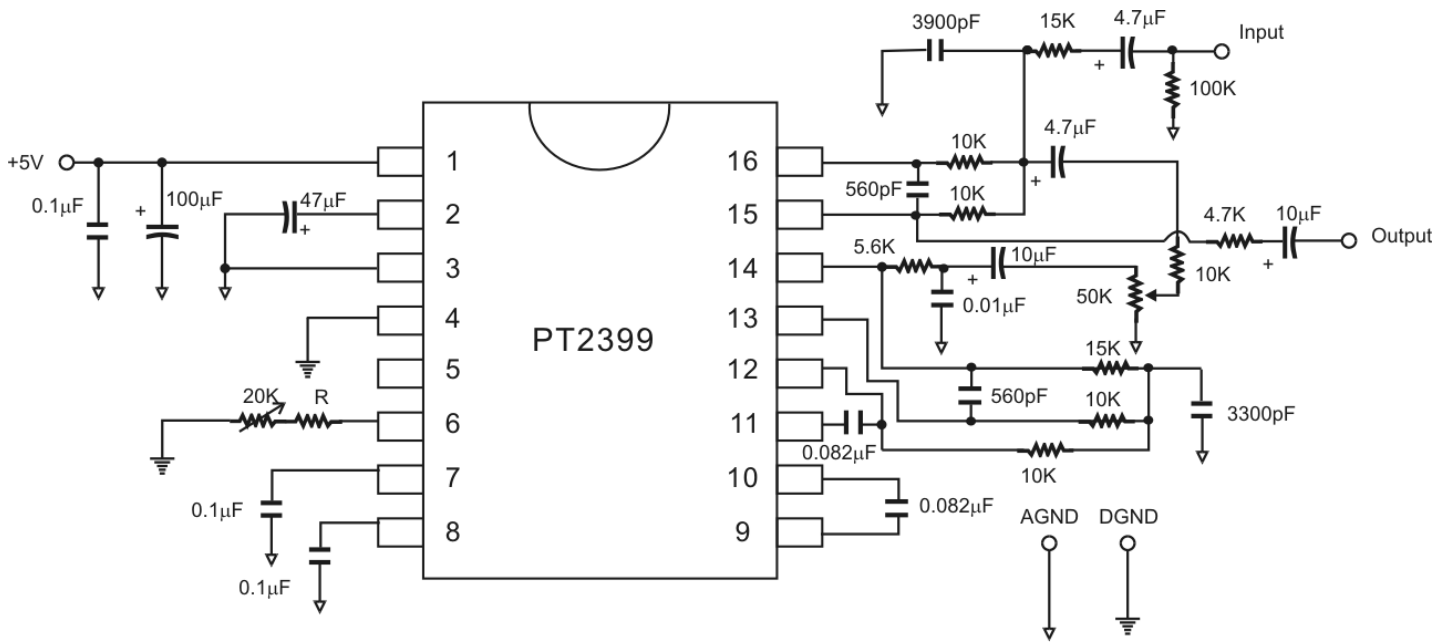 3900pF
15K
4.7μF
Input
+
100K
+5V
1
16
10K
4.7μF
0.1μF
+
100μF
47μF
+
2
560pF
10K
+
15
4.7K
10μF
Output
+
3
14
5.6K
10μF
+
0.01μF
50K
10K
4
PT2399
13
15K
5
12
560pF
10K
3300pF
20K
R
6
11
0.082μF
10K
7
10
0.1μF
0.082μF
AGND
DGND
8
9
0.1μF